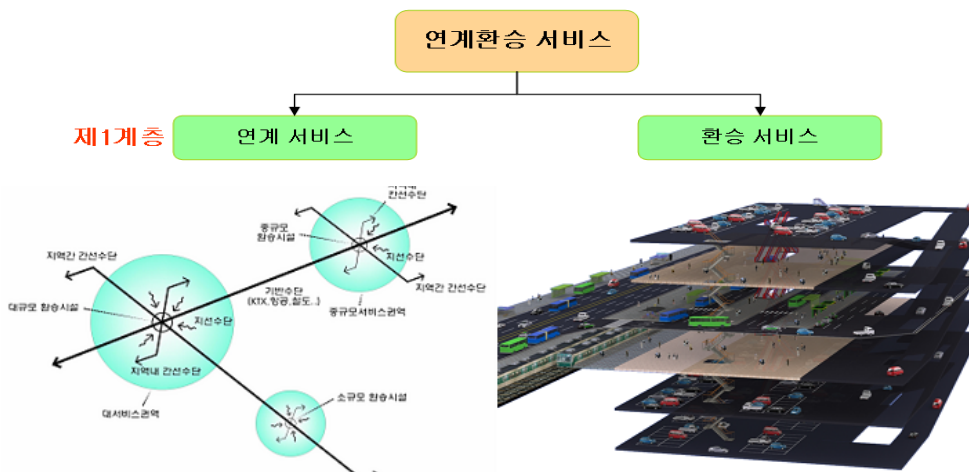 연계환승 서비스
제1계층
연계 서비스
환승 서비스
간선수단
중규모
환승시설
지선수단
지역간 간선수단
지역간 간선수단
기반수단
(KTX,항공,철도...)
중규모서비스권역
대규모 환승시설
지선수단
지역내 간선수단
대서비스권역
소규모 환승시설